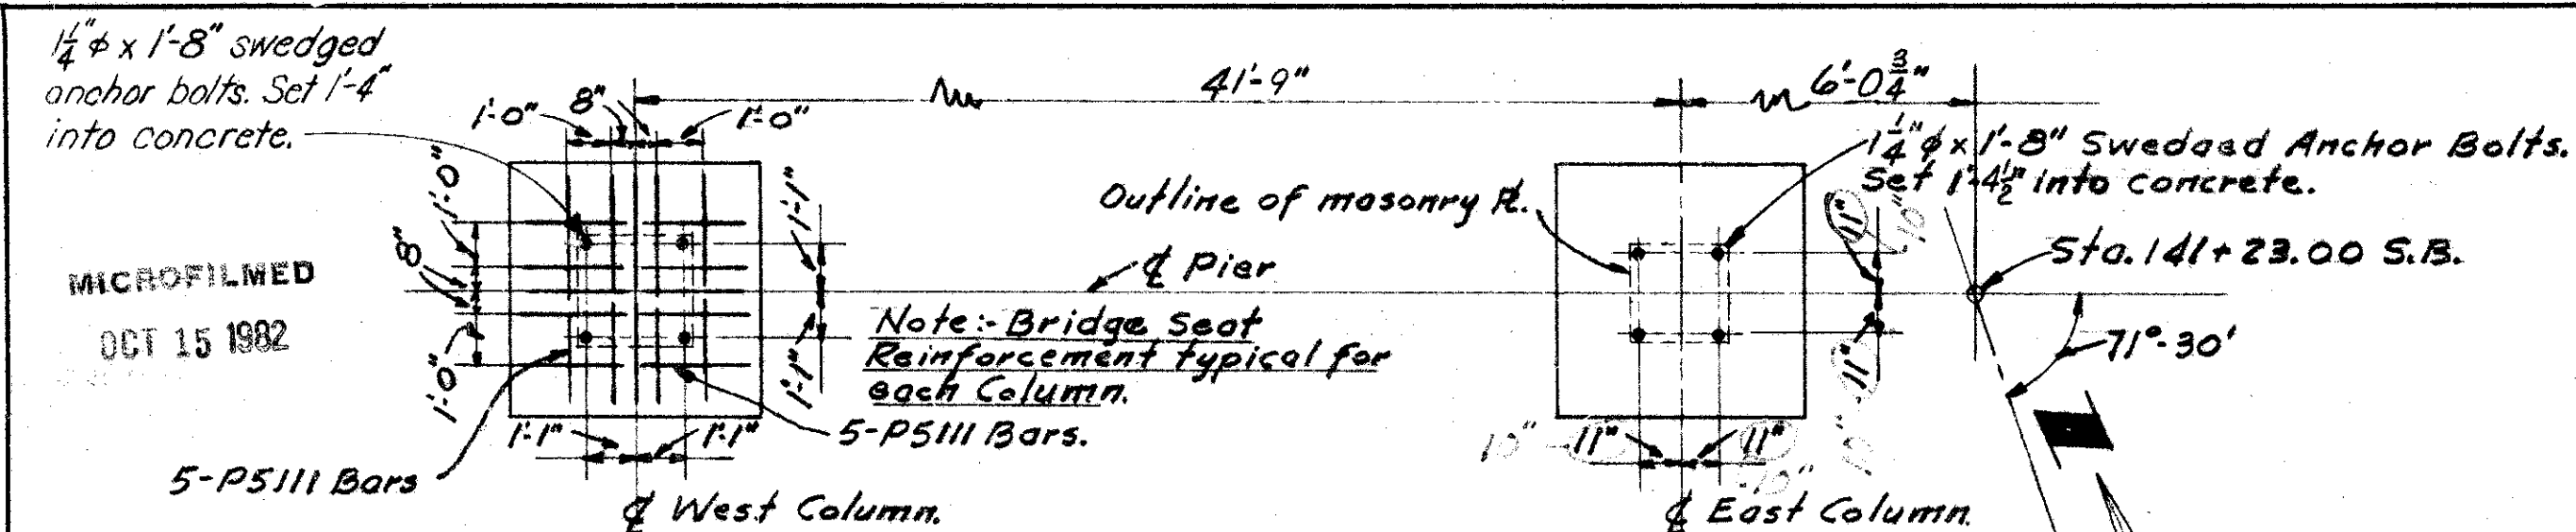 1¼"φ x 1'-8" swedged
anchor bolts. Set 1'-4"
into concrete.
41'-9"
6'-0¾"
1'-0"
8"
1'-0"
1¼"φ x 1'-8" Swedged Anchor Bolts.
Set 1'-4½" into concrete.
1'-0"
8"
1'-0"
1'-1"
1'-1"
Outline of masonry ⅊.
11"
10"
Sta. 141+23.00 S.B.
MICROFILMED
OCT 15 1982
℄ Pier
Note:- Bridge Seat
Reinforcement typical for
each Column.
71°-30'
11"
10"
1'-1"
1'-1"
5-P5111 Bars.
10"
11"
11"
10"
5-P5111 Bars
℄ West Column.
℄ East Column.